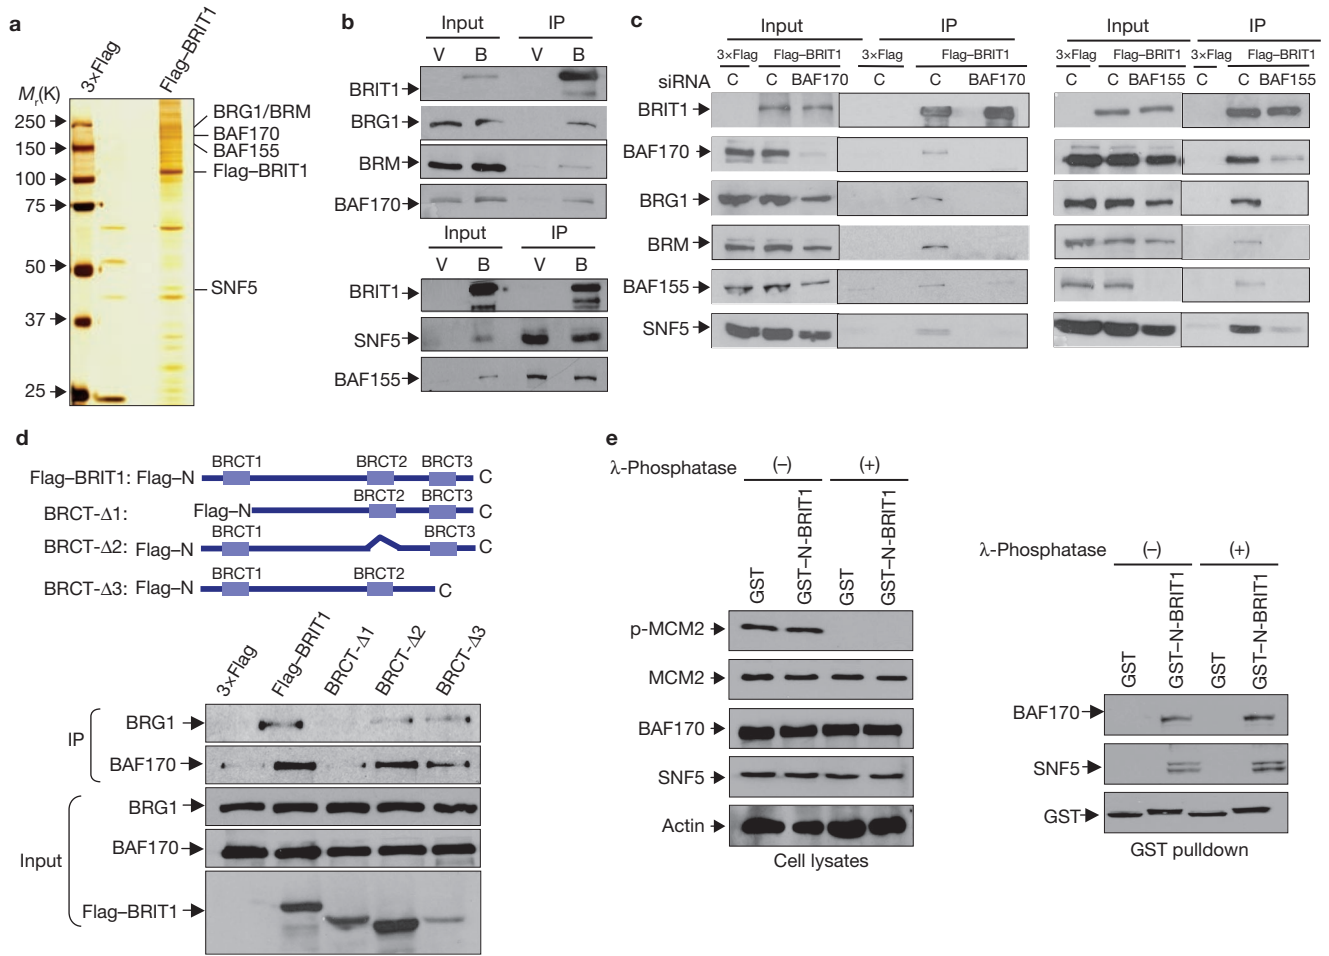 a
3×Flag
Flag–BRIT1
Mr(K)
250
150
100
75
50
37
25
BRG1/BRM
BAF170
BAF155
Flag–BRIT1
SNF5
b
Input IP
V B V B
BRIT1
BRG1
BRM
BAF170
Input IP
V B V B
BRIT1
SNF5
BAF155
c
Input IP
3×Flag Flag–BRIT1 3×Flag Flag–BRIT1
siRNA C C BAF170 C C BAF170
Input IP
3×Flag Flag–BRIT1 3×Flag Flag–BRIT1
C C BAF155 C C BAF155
BRIT1
BAF170
BRG1
BRM
BAF155
SNF5
d
BRCT1 BRCT2 BRCT3
Flag–BRIT1: Flag–N C
BRCT2 BRCT3
BRCT-Δ1: Flag–N C
BRCT1 BRCT3
BRCT-Δ2: Flag–N C
BRCT1 BRCT2
BRCT-Δ3: Flag–N C
3×Flag
Flag–BRIT1
BRCT-Δ1
BRCT-Δ2
BRCT-Δ3
IP
BRG1
BAF170
Input
BRG1
BAF170
Flag–BRIT1
e
λ-Phosphatase (–) (+)
GST
GST–N-BRIT1
GST
GST–N-BRIT1
p-MCM2
MCM2
BAF170
SNF5
Actin
Cell lysates
λ-Phosphatase (–) (+)
GST
GST–N-BRIT1
GST
GST–N-BRIT1
BAF170
SNF5
GST
GST pulldown